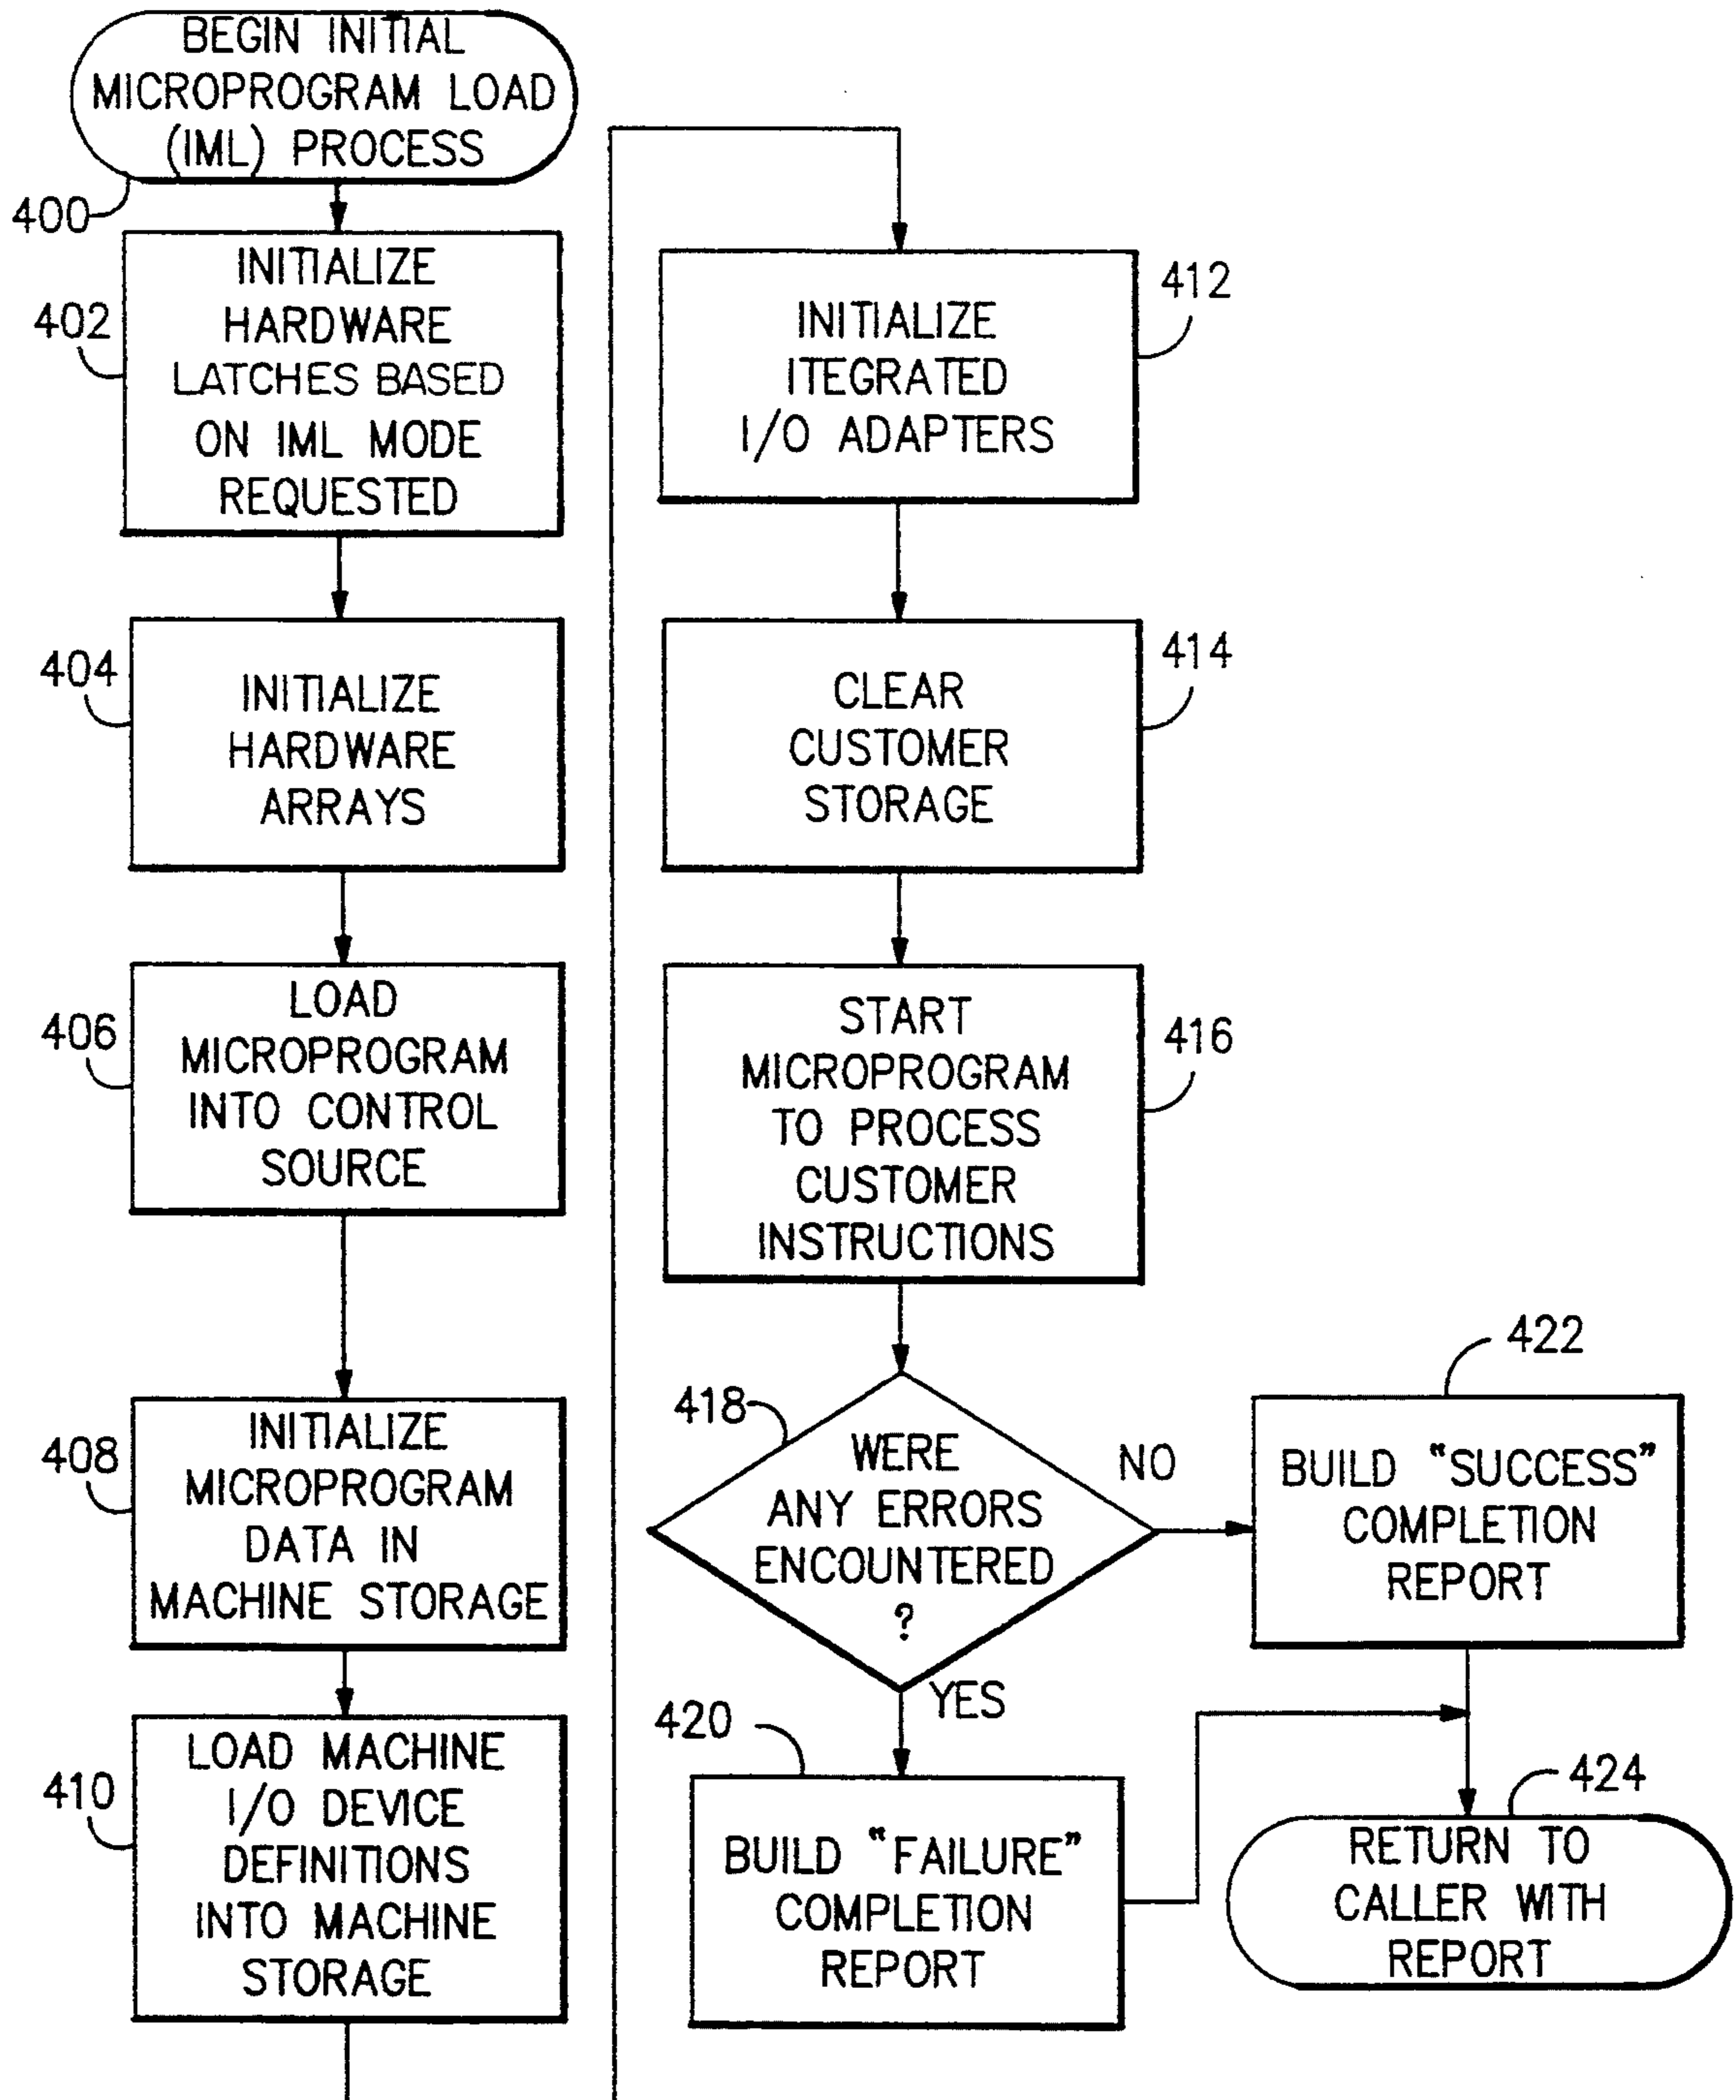 BEGIN INITIAL
MICROPROGRAM LOAD
(IML) PROCESS
400
402
INITIALIZE
HARDWARE
LATCHES BASED
ON IML MODE
REQUESTED
404
INITIALIZE
HARDWARE
ARRAYS
406
LOAD
MICROPROGRAM
INTO CONTROL
SOURCE
408
INITIALIZE
MICROPROGRAM
DATA IN
MACHINE STORAGE
410
LOAD MACHINE
I/O DEVICE
DEFINITIONS
INTO MACHINE
STORAGE
412
INITIALIZE
ITEGRATED
I/O ADAPTERS
414
CLEAR
CUSTOMER
STORAGE
416
START
MICROPROGRAM
TO PROCESS
CUSTOMER
INSTRUCTIONS
418
WERE
ANY ERRORS
ENCOUNTERED
?
NO
YES
420
BUILD "FAILURE"
COMPLETION
REPORT
422
BUILD "SUCCESS"
COMPLETION
REPORT
424
RETURN TO
CALLER WITH
REPORT